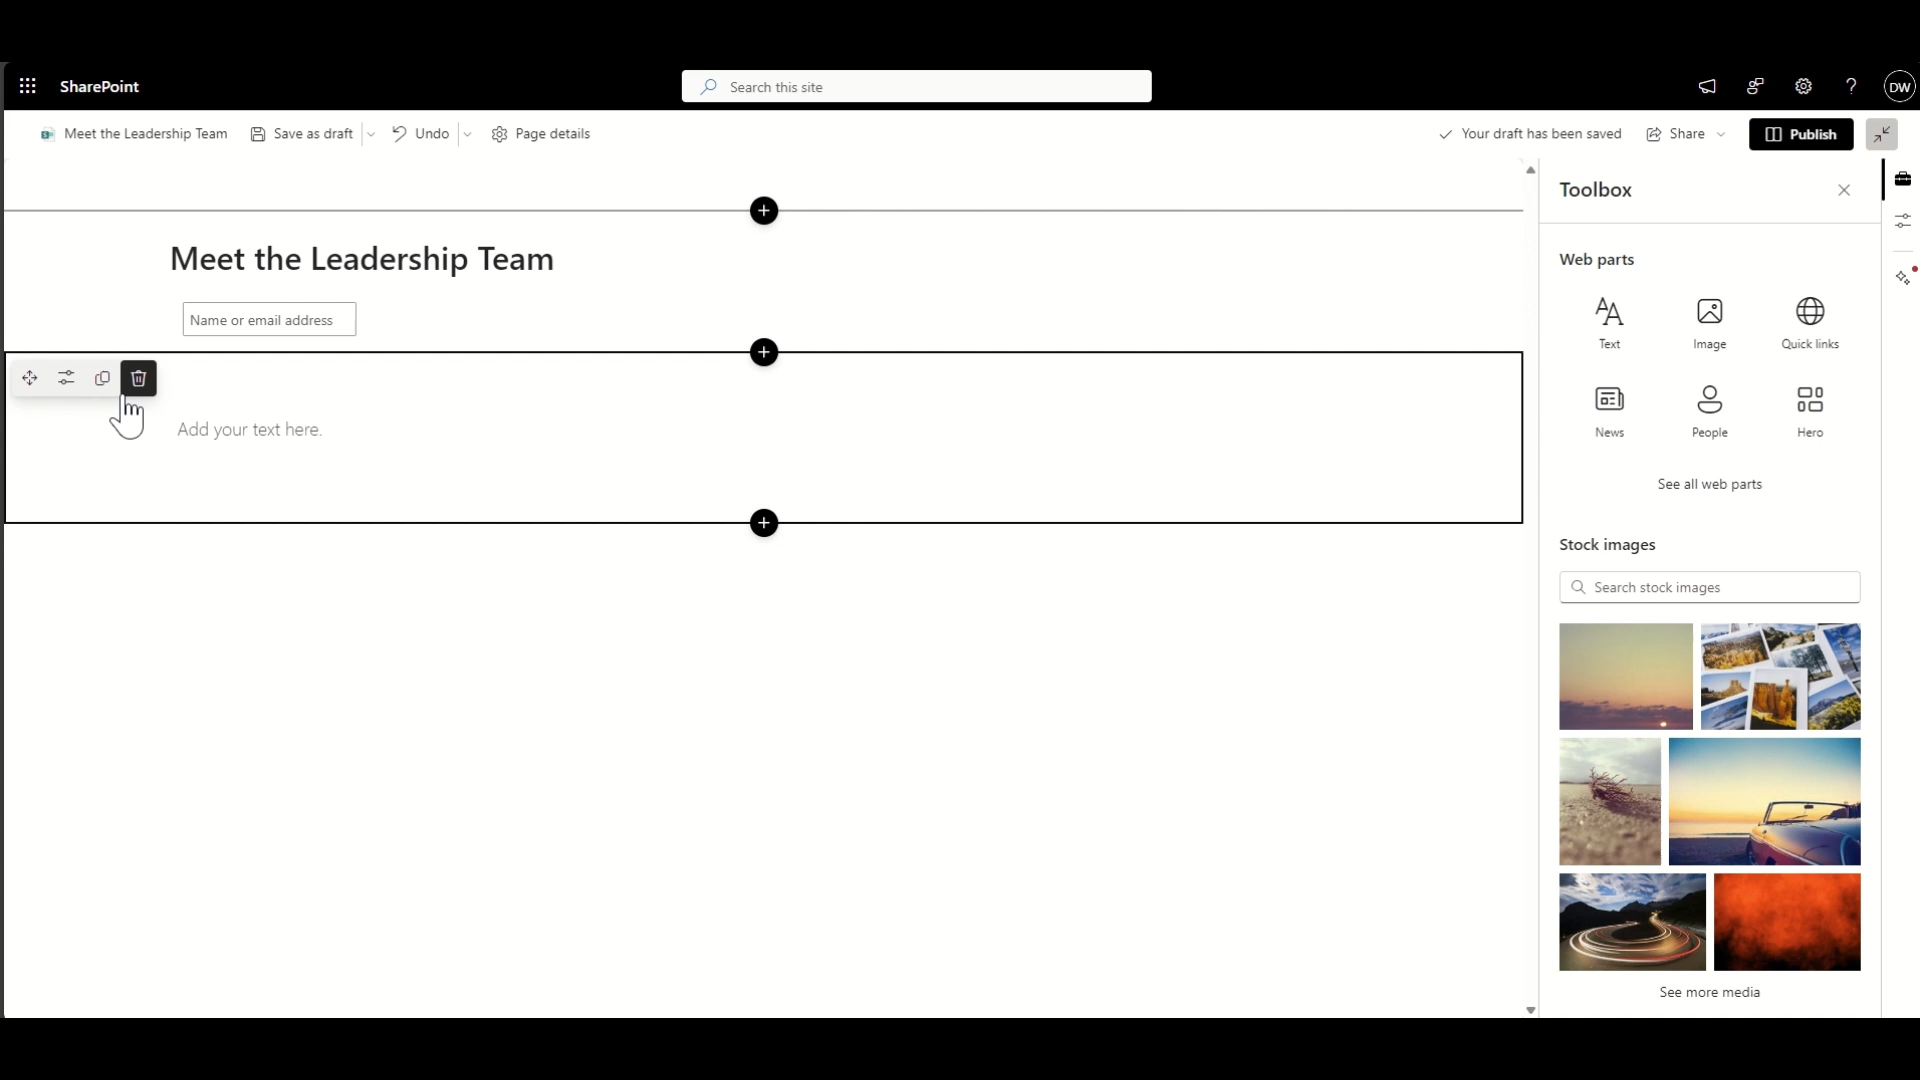 SharePoint
Search this site
DW
Meet the Leadership Team
Save as draft
Undo
Page details
Your draft has been saved
Share
Publish
Meet the Leadership Team
Name or email address
Add your text here.
Toolbox
Web parts
Text
Image
Quick links
News
People
Hero
See all web parts
Stock images
Search stock images
See more media